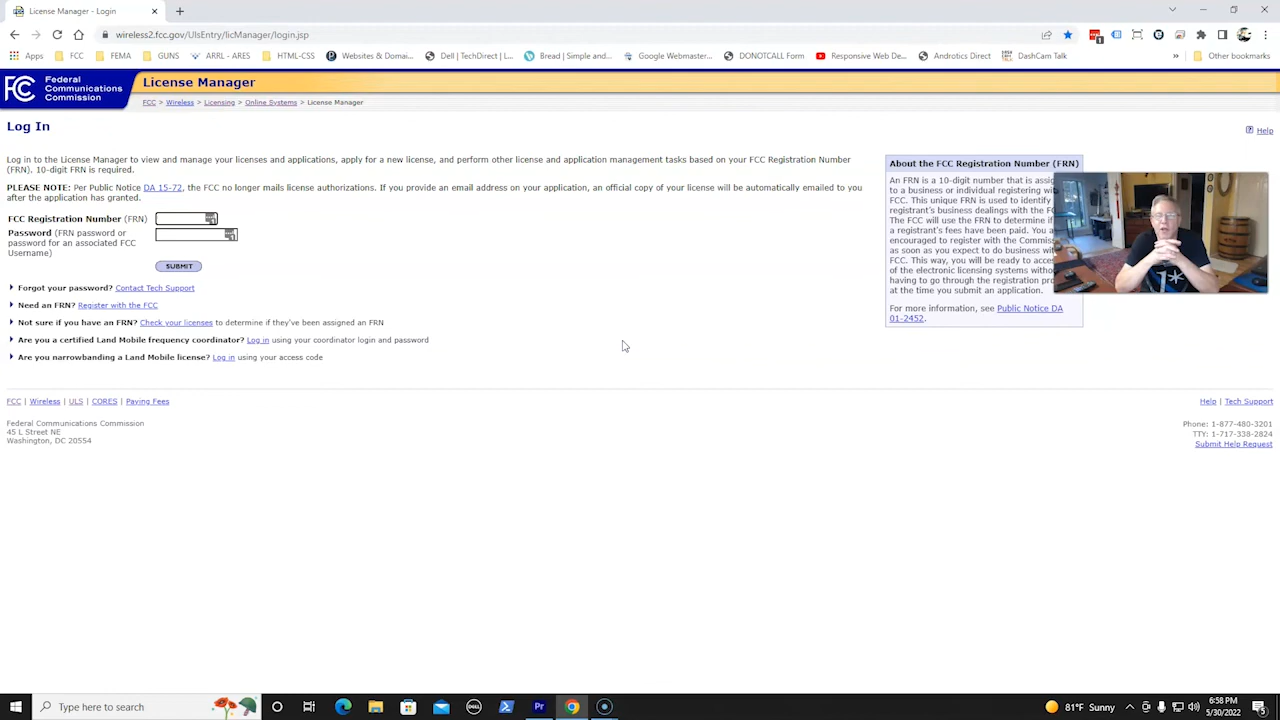 License Manager - Login
wireless2.fcc.gov/UlsEntry/licManager/login.jsp
Apps
FCC
FEMA
GUNS
ARRL - ARES
HTML-CSS
Websites & Domai...
Dell | TechDirect | L...
Bread | Simple and...
Google Webmaster...
DONOTCALL Form
Responsive Web De...
Androtics Direct
DashCam Talk
»
Other bookmarks
FCC Federal
Communications
Commission
License Manager
FCC > Wireless > Licensing > Online Systems > License Manager
Log In
Help
Log in to the License Manager to view and manage your licenses and applications, apply for a new license, and perform other license and application management tasks based on your FCC Registration Number
(FRN). 10-digit FRN is required.
PLEASE NOTE: Per Public Notice DA 15-72, the FCC no longer mails license authorizations. If you provide an email address on your application, an official copy of your license will be automatically emailed to you
after the application has granted.
FCC Registration Number (FRN)
Password (FRN password or
password for an associated FCC
Username)
SUBMIT
Forgot your password? Contact Tech Support
Need an FRN? Register with the FCC
Not sure if you have an FRN? Check your licenses to determine if they've been assigned an FRN
Are you a certified Land Mobile frequency coordinator? Log in using your coordinator login and password
Are you narrowbanding a Land Mobile license? Log in using your access code
About the FCC Registration Number (FRN)
An FRN is a 10-digit number that is assig
to a business or individual registering wit
FCC. This unique FRN is used to identify
registrant's business dealings with the FC
The FCC will use the FRN to determine if
a registrant's fees have been paid. You a
encouraged to register with the Commis
as soon as you expect to do business wi
FCC. This way, you will be ready to acce
of the electronic licensing systems witho
having to go through the registration pro
at the time you submit an application.
For more information, see Public Notice DA
01-2452.
FCC | Wireless | ULS | CORES | Paying Fees
Help | Tech Support
Federal Communications Commission
45 L Street NE
Washington, DC 20554
Phone: 1-877-480-3201
TTY: 1-717-338-2824
Submit Help Request
Type here to search
81°F Sunny
6:58 PM
5/30/2022